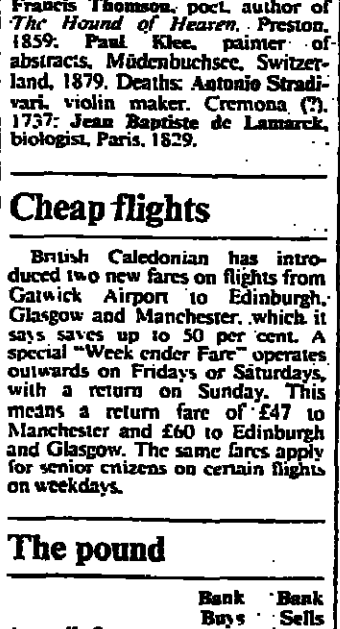 Francis Thomson, poet, author of
The Hound of Heaven, Preston,
1859: Paul Klee, painter of
abstracts, Müdenbuchsee, Switzer-
land, 1879. Deaths: Antonio Stradi-
vari, violin maker. Cremona (?),
1737: Jean Baptiste de Lamarck,
biologist, Paris, 1829.
Cheap flights
British Caledonian has intro-
duced two new fares on flights from
Gatwick Airport to Edinburgh,
Glasgow and Manchester, which it
says saves up to 50 per cent. A
special "Week ender Fare" operates
outwards on Fridays or Saturdays,
with a return on Sunday. This
means a return fare of £47 to
Manchester and £60 to Edinburgh
and Glasgow. The same fares apply
for senior citizens on certain flights
on weekdays.
The pound
Bank Bank
Buys Sells